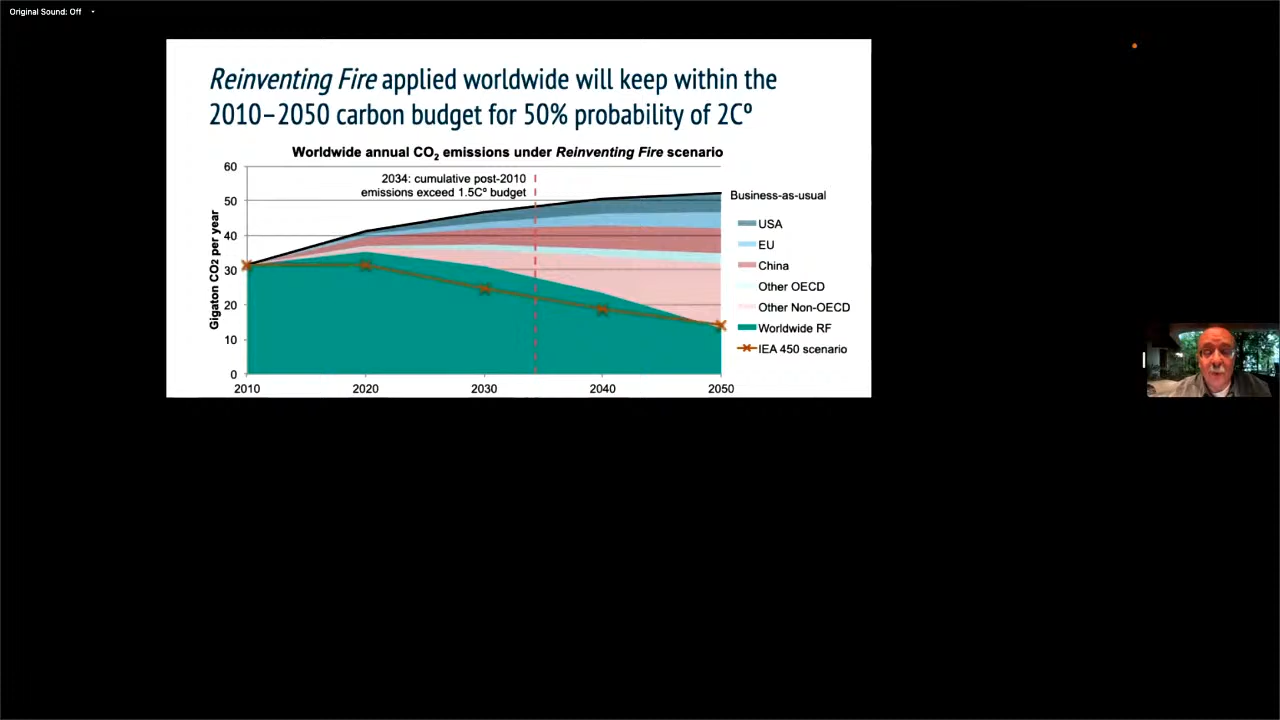 Original Sound: Off
Reinventing Fire applied worldwide will keep within the
2010–2050 carbon budget for 50% probability of 2Cº
Worldwide annual CO₂ emissions under Reinventing Fire scenario
2034: cumulative post-2010
emissions exceed 1.5Cº budget
Gigaton CO₂ per year
60
50
40
30
20
10
0
2010
2020
2030
2040
2050
Business-as-usual
USA
EU
China
Other OECD
Other Non-OECD
Worldwide RF
IEA 450 scenario